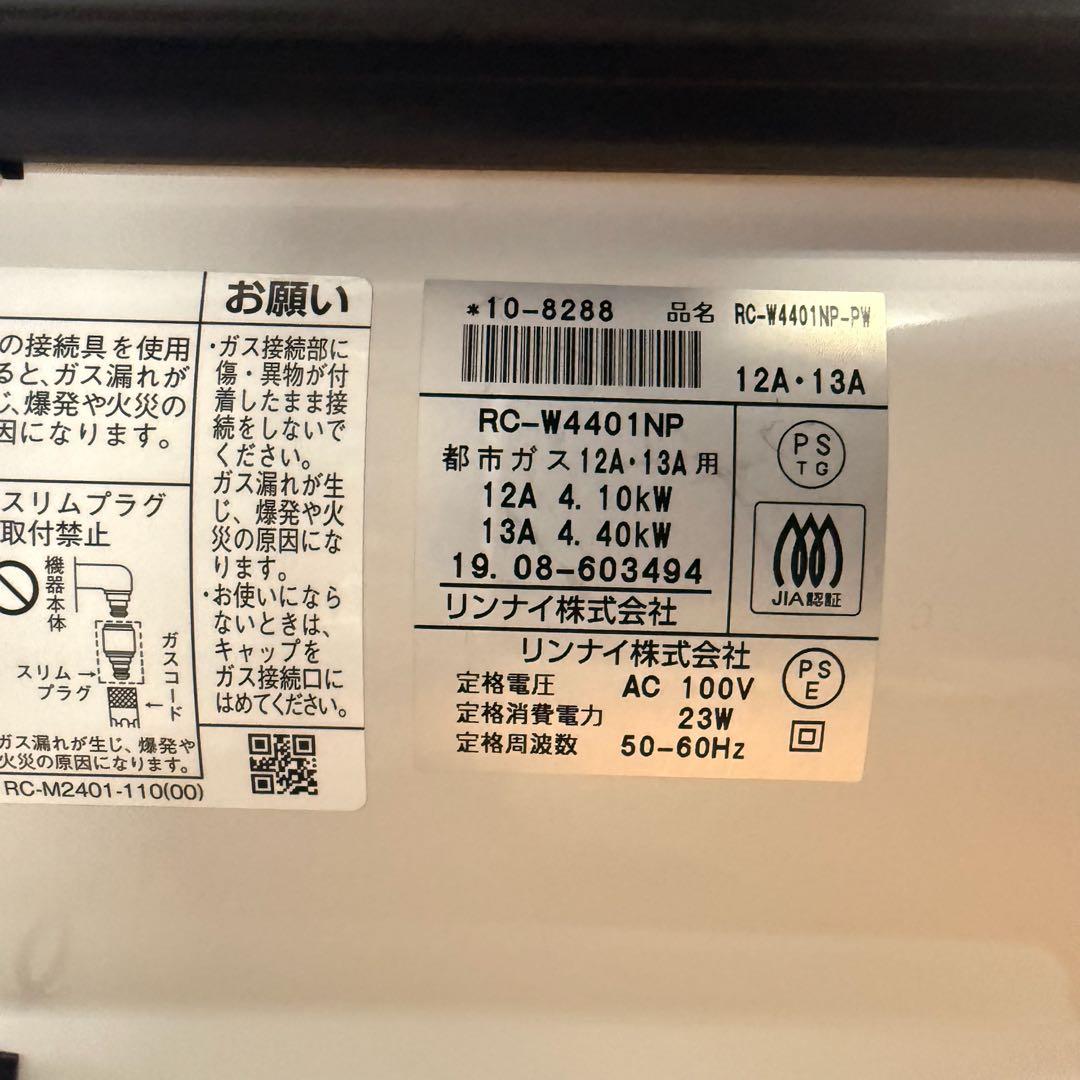 の接続具を使用
ると、ガス漏れが
じ、爆発や火災の
因になります。
スリムプラグ
取付禁止
機器本体
スリム
プラグ
ガスコード
ガス漏れが生じ、爆発や
火災の原因になります。
RC-M2401-110(00)
お願い
・ガス接続部に
傷・異物が付
着したまま接
続をしないで
ください。
ガス漏れが生
じ、爆発や火
災の原因にな
ります。
・お使いになら
ないときは、
キャップを
ガス接続口に
はめてください。
*10-8288 品名 RC-W4401NP-PW
12A・13A
RC-W4401NP
都市ガス12A・13A用
12A 4.10kW
13A 4.40kW
19.08-603494
リンナイ株式会社
PS
TG
JIA認証
リンナイ株式会社
定格電圧 AC 100V
定格消費電力 23W
定格周波数 50-60Hz
PS
E